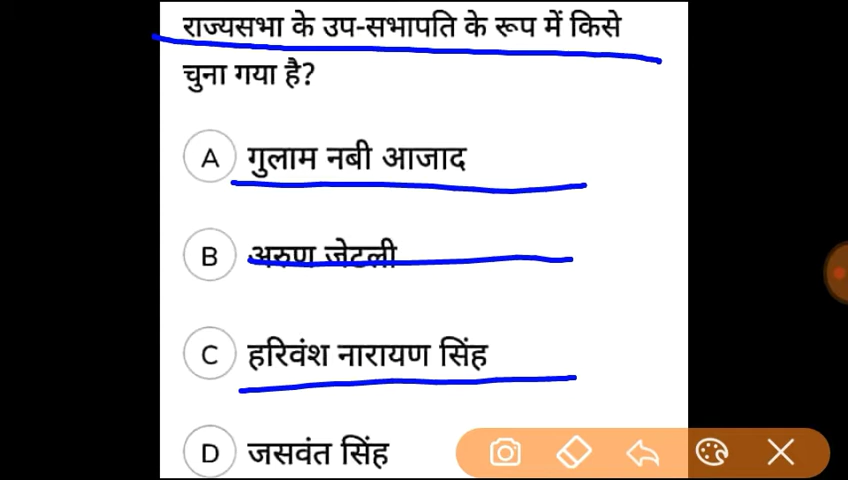 राज्यसभा के उप-सभापति के रूप में किसे
चुना गया है?
A गुलाम नबी आजाद
B अरुण जेटली
C हरिवंश नारायण सिंह
D जसवंत सिंह